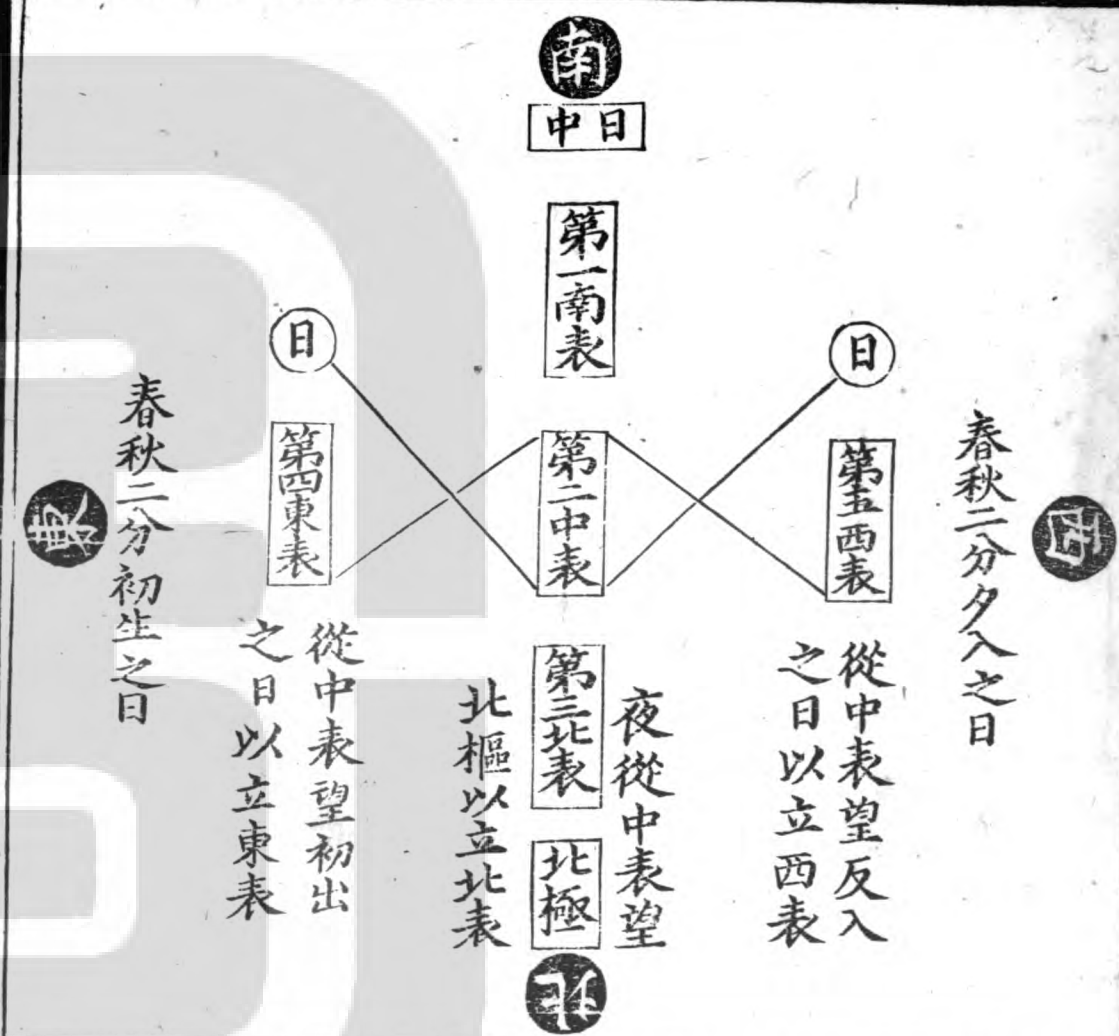 南
日中
第一南表
西
春秋二分夕入之日
日
第五西表
從中表望反入
之日以立西表
第二中表
第三北表
夜從中表望
北樞以立北表
北極
北
日
第四東表
從中表望初出
之日以立東表
春秋二分初生之日
東